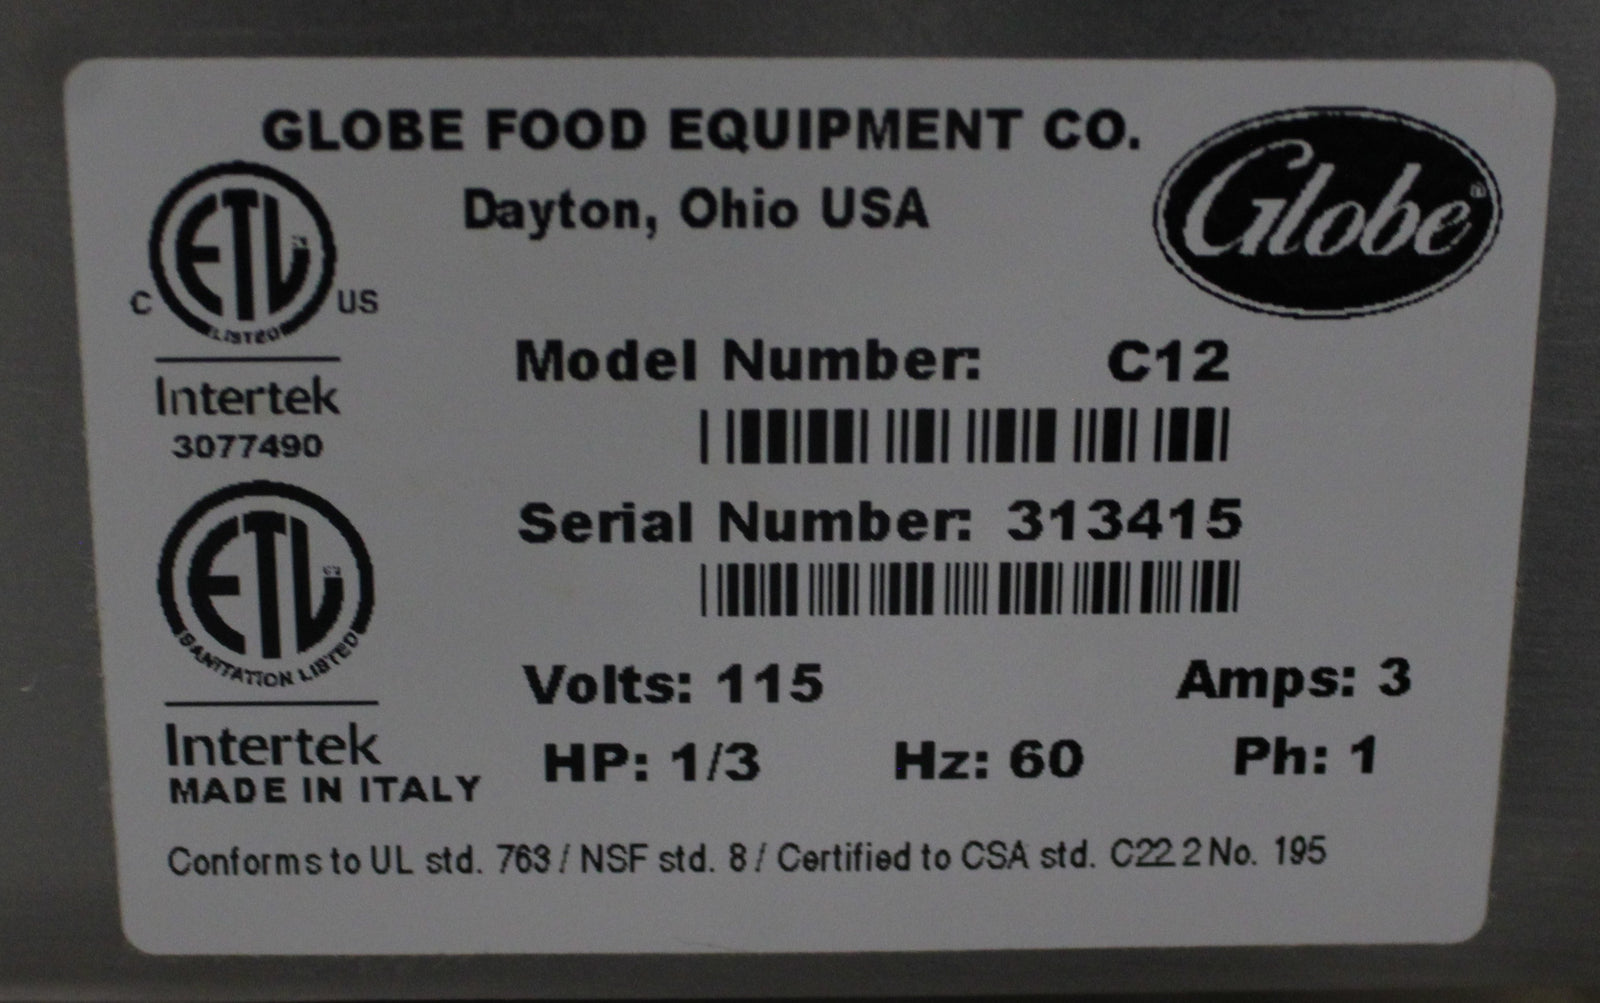 GLOBE FOOD EQUIPMENT CO.
Dayton, Ohio USA
Globe®
ETL
LISTED
C US
Intertek
3077490
Model Number: C12
Serial Number: 313415
ETL
SANITATION LISTED
Intertek
MADE IN ITALY
Volts: 115 Amps: 3
HP: 1/3 Hz: 60 Ph: 1
Conforms to UL std. 763 / NSF std. 8 / Certified to CSA std. C22.2 No. 195